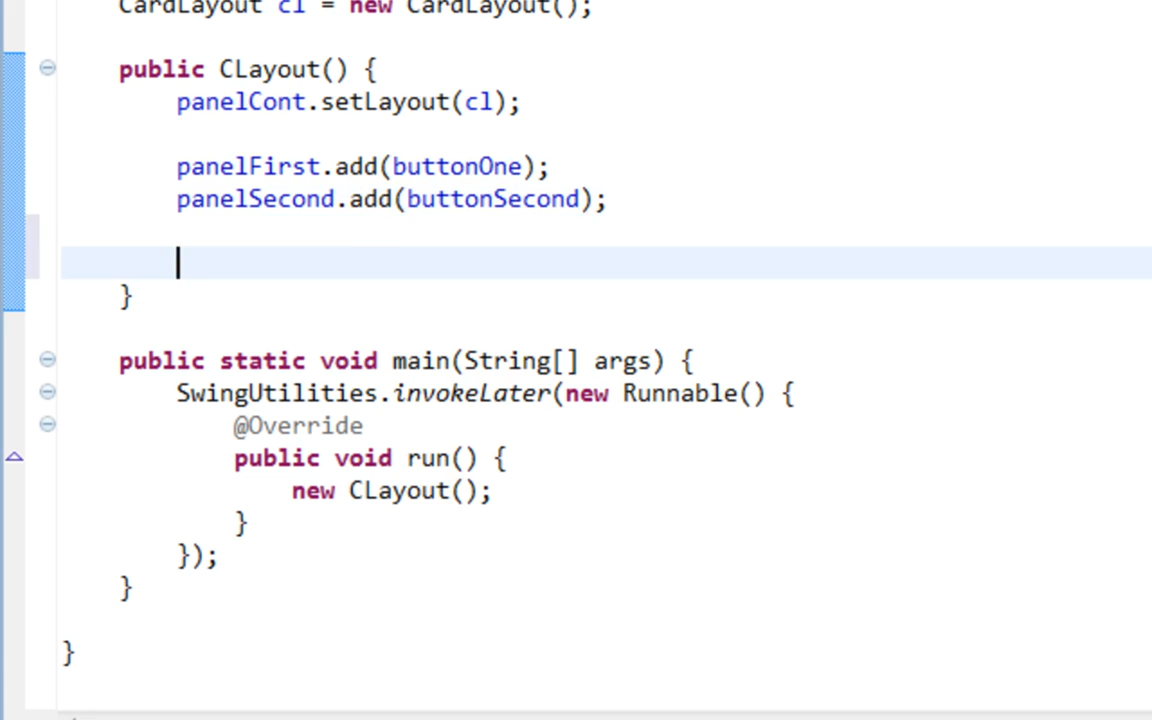 CardLayout cl = new CardLayout();
public CLayout() {
panelCont.setLayout(cl);
panelFirst.add(buttonOne);
panelSecond.add(buttonSecond);
}
public static void main(String[] args) {
SwingUtilities.invokeLater(new Runnable() {
@Override
public void run() {
new CLayout();
}
});
}
}